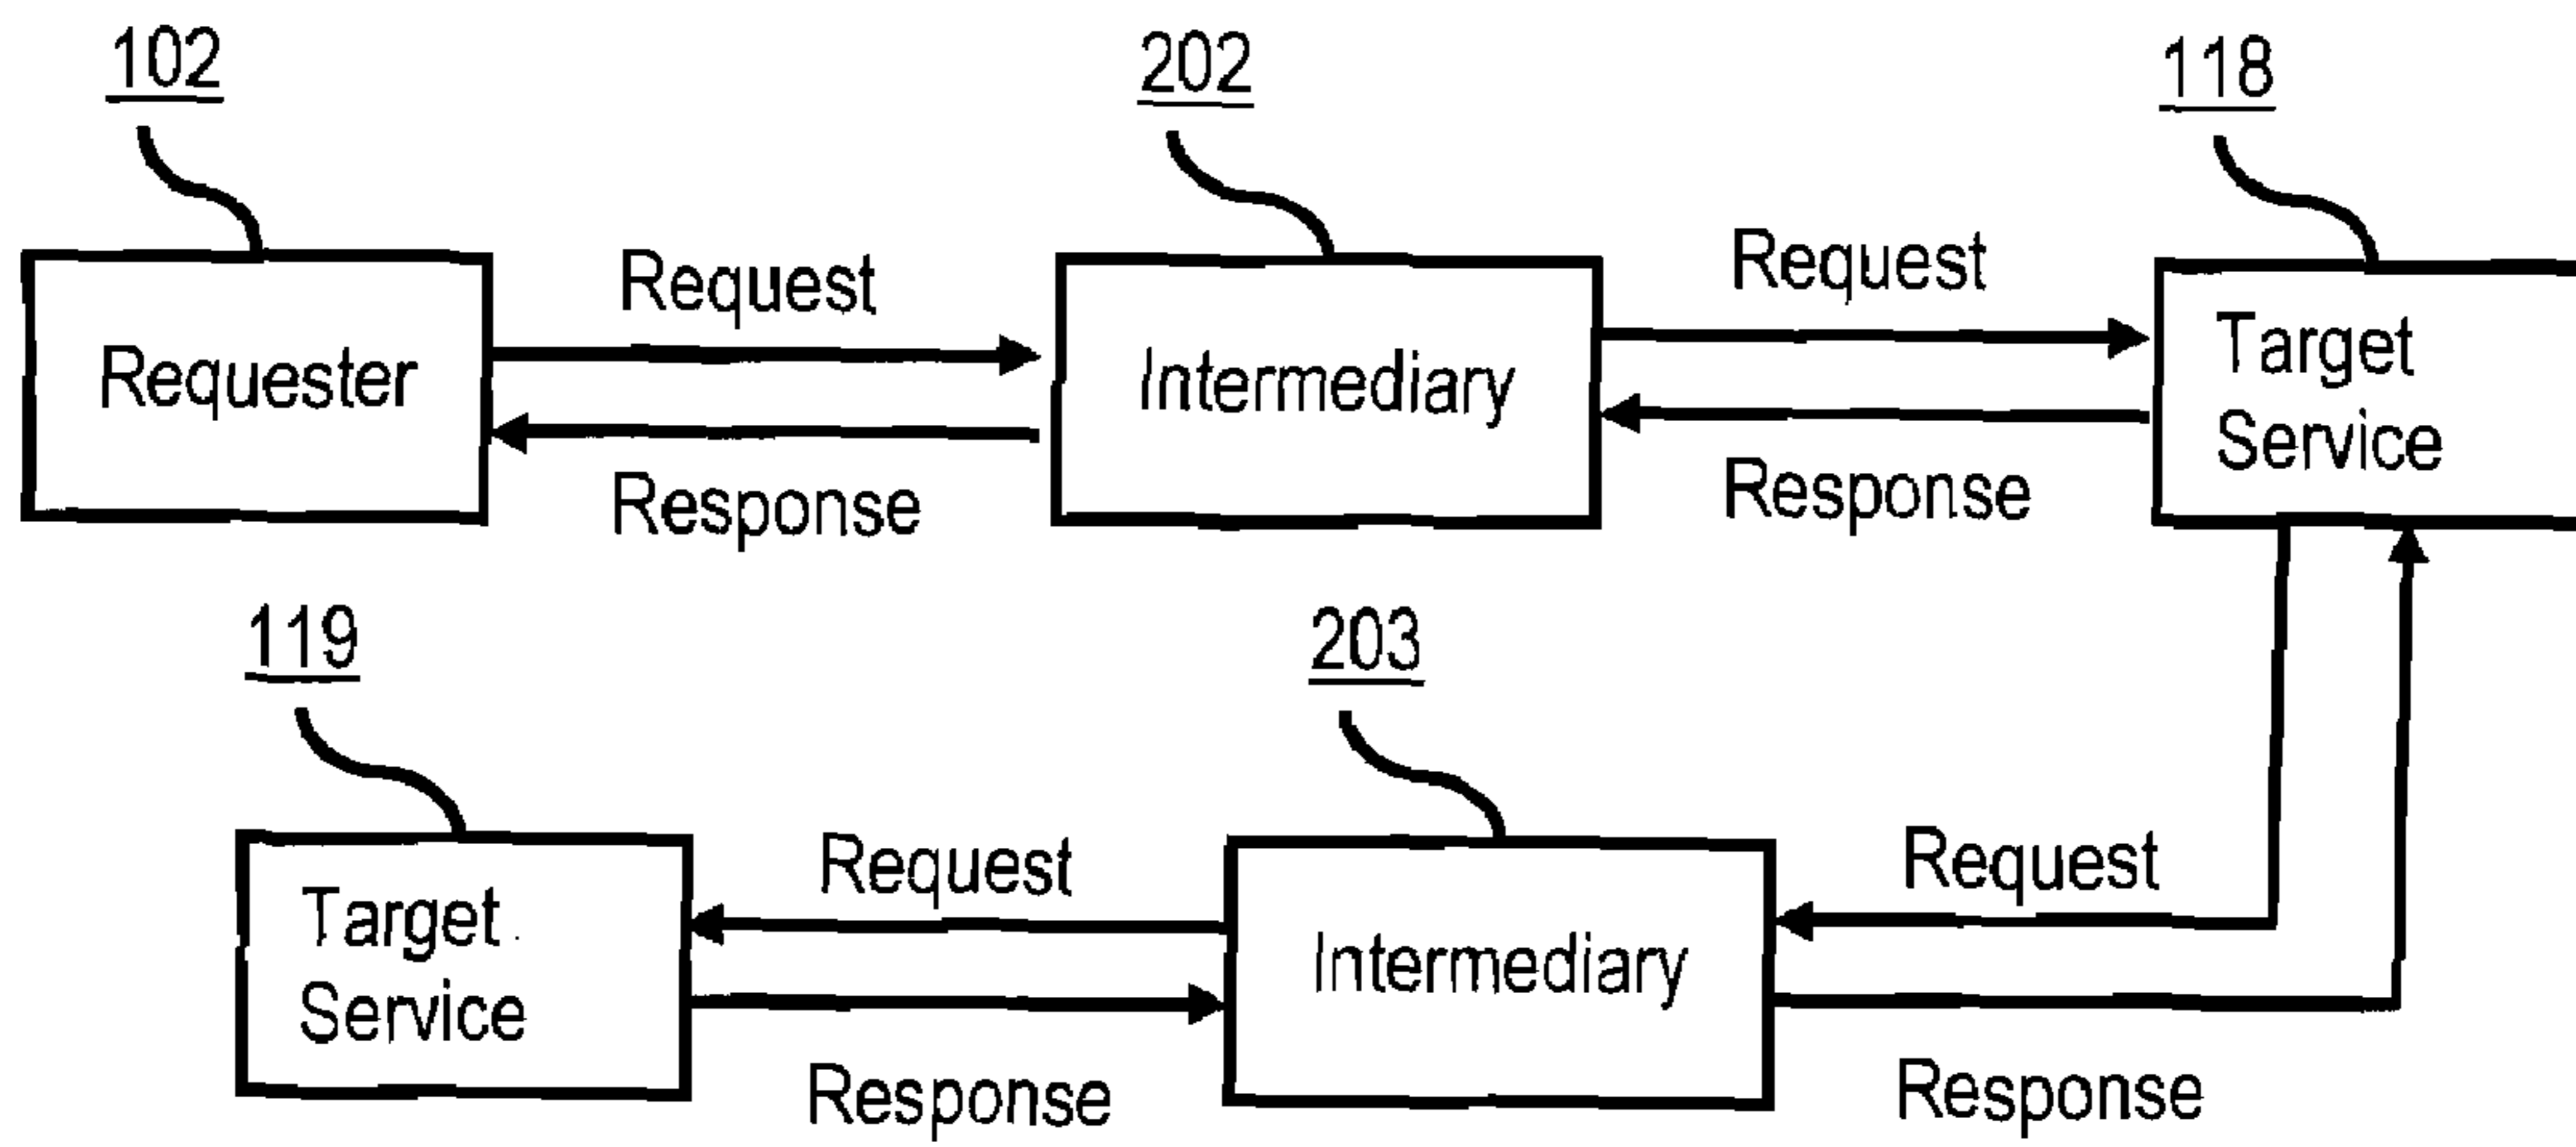 102
202
118
Request
Request
Requester
Intermediary
Target
Service
Response
Response
119
203
Request
Request
Target
Service
Intermediary
Response
Response